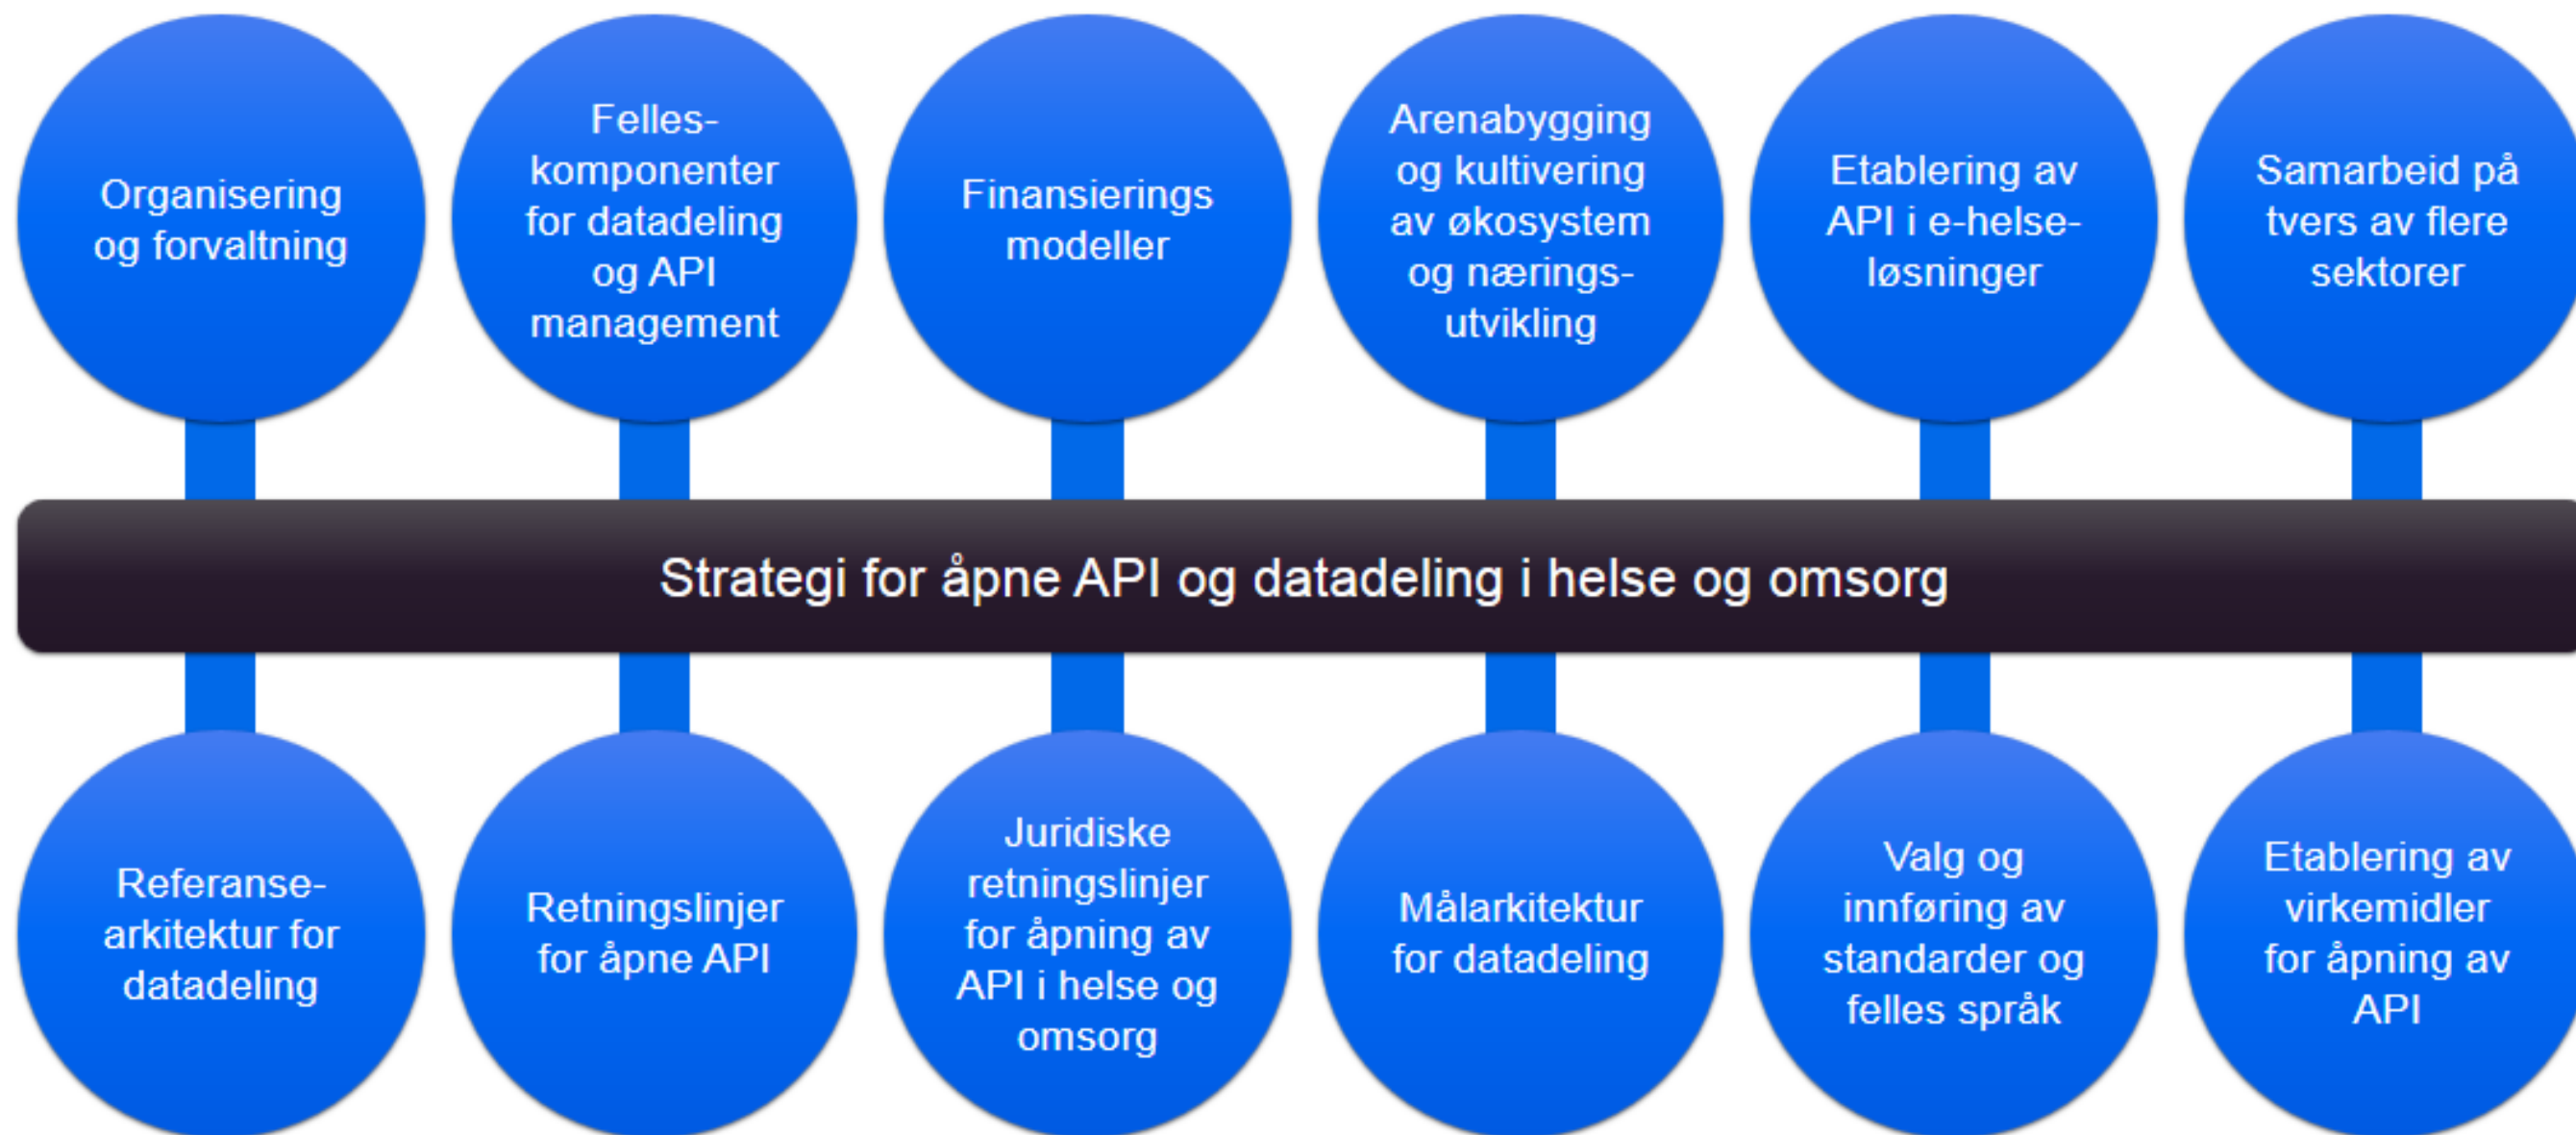 Organisering
og forvaltning
Felles-
komponenter
for datadeling
og API
management
Finansierings
modeller
Arenabygging
og kultivering
av økosystem
og nærings-
utvikling
Etablering av
API i e-helse-
løsninger
Samarbeid på
tvers av flere
sektorer
Strategi for åpne API og datadeling i helse og omsorg
Referanse-
arkitektur for
datadeling
Retningslinjer
for åpne API
Juridiske
retningslinjer
for åpning av
API i helse og
omsorg
Målarkitektur
for datadeling
Valg og
innføring av
standarder og
felles språk
Etablering av
virkemidler
for åpning av
API